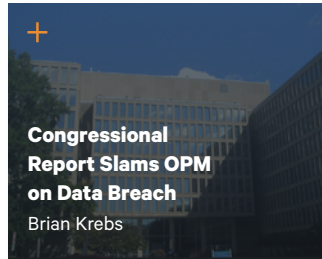 Congressional
Report Slams OPM
on Data Breach
Brian Krebs